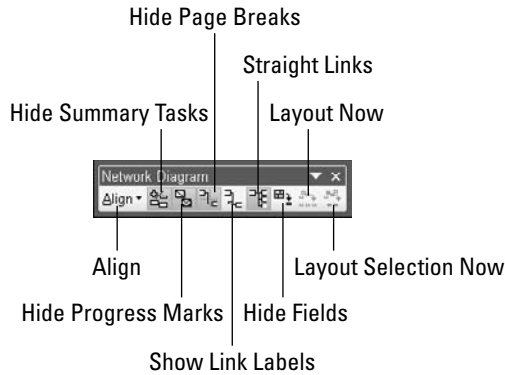 Hide Page Breaks
Straight Links
Hide Summary Tasks
Layout Now
Network Diagram
Align
Align
Layout Selection Now
Hide Progress Marks
Hide Fields
Show Link Labels